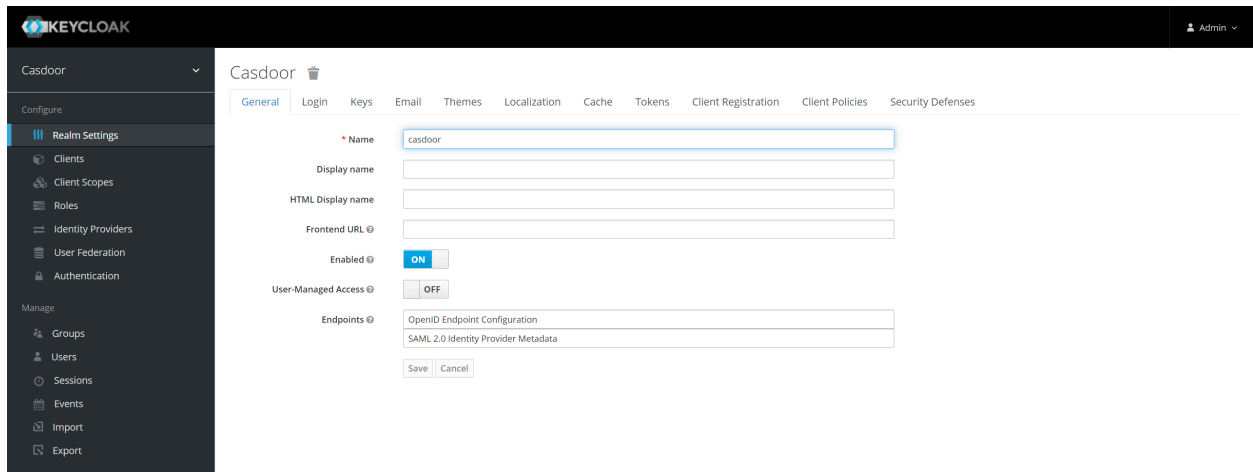 KEYCLOAK
Admin
Casdoor
Configure
Realm Settings
Clients
Client Scopes
Roles
Identity Providers
User Federation
Authentication
Manage
Groups
Users
Sessions
Events
Import
Export
Casdoor
General Login Keys Email Themes Localization Cache Tokens Client Registration Client Policies Security Defenses
* Name casdoor
Display name
HTML Display name
Frontend URL
Enabled ON
User-Managed Access OFF
Endpoints OpenID Endpoint Configuration
SAML 2.0 Identity Provider Metadata
Save Cancel